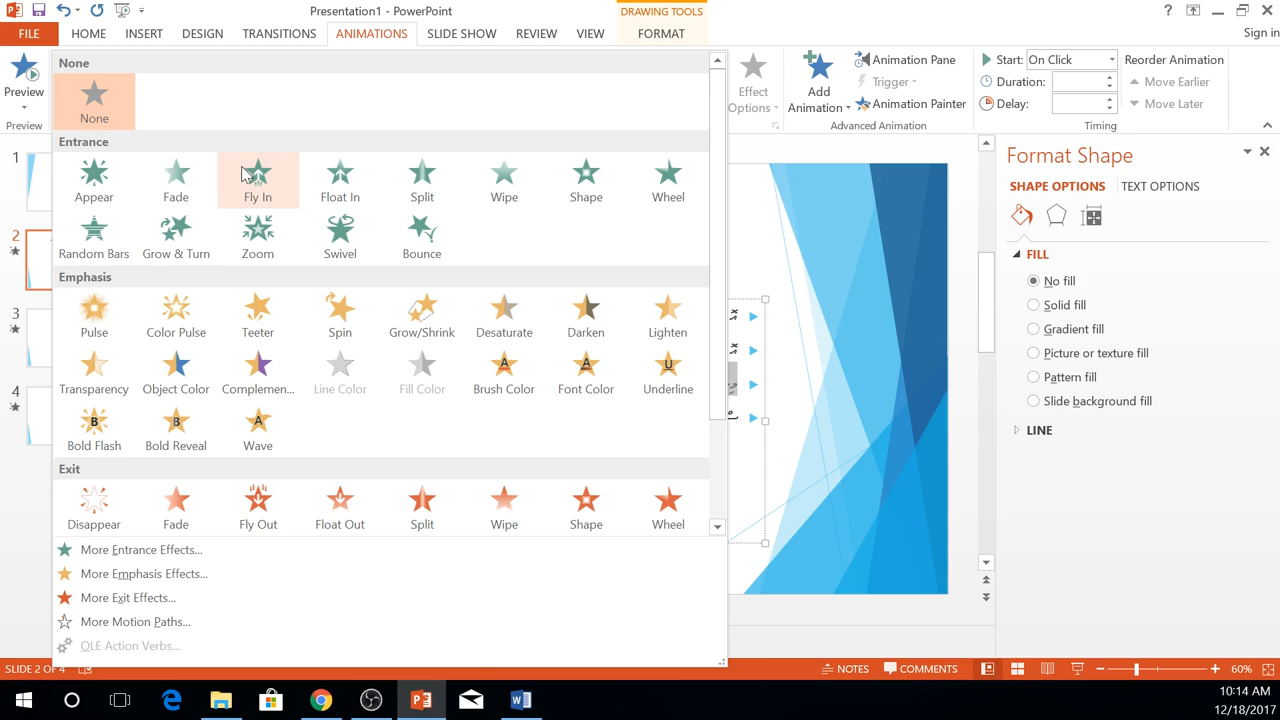 Presentation1 - PowerPoint
DRAWING TOOLS
?
FILE
HOME
INSERT
DESIGN
TRANSITIONS
ANIMATIONS
SLIDE SHOW
REVIEW
VIEW
FORMAT
Sign in
Preview
Preview
None
None
Entrance
Appear
Fade
Fly In
Float In
Split
Wipe
Shape
Wheel
Random Bars
Grow & Turn
Zoom
Swivel
Bounce
Emphasis
Pulse
Color Pulse
Teeter
Spin
Grow/Shrink
Desaturate
Darken
Lighten
Transparency
Object Color
Complemen...
Line Color
Fill Color
Brush Color
Font Color
Underline
Bold Flash
Bold Reveal
Wave
Exit
Disappear
Fade
Fly Out
Float Out
Split
Wipe
Shape
Wheel
More Entrance Effects...
More Emphasis Effects...
More Exit Effects...
More Motion Paths...
OLE Action Verbs...
Effect
Options
Add
Animation
Animation Pane
Trigger
Animation Painter
Advanced Animation
Start: On Click
Duration:
Delay:
Timing
Reorder Animation
Move Earlier
Move Later
1
2
3
4
Format Shape
SHAPE OPTIONS
TEXT OPTIONS
FILL
No fill
Solid fill
Gradient fill
Picture or texture fill
Pattern fill
Slide background fill
LINE
SLIDE 2 OF 4
NOTES
COMMENTS
60%
10:14 AM
12/18/2017